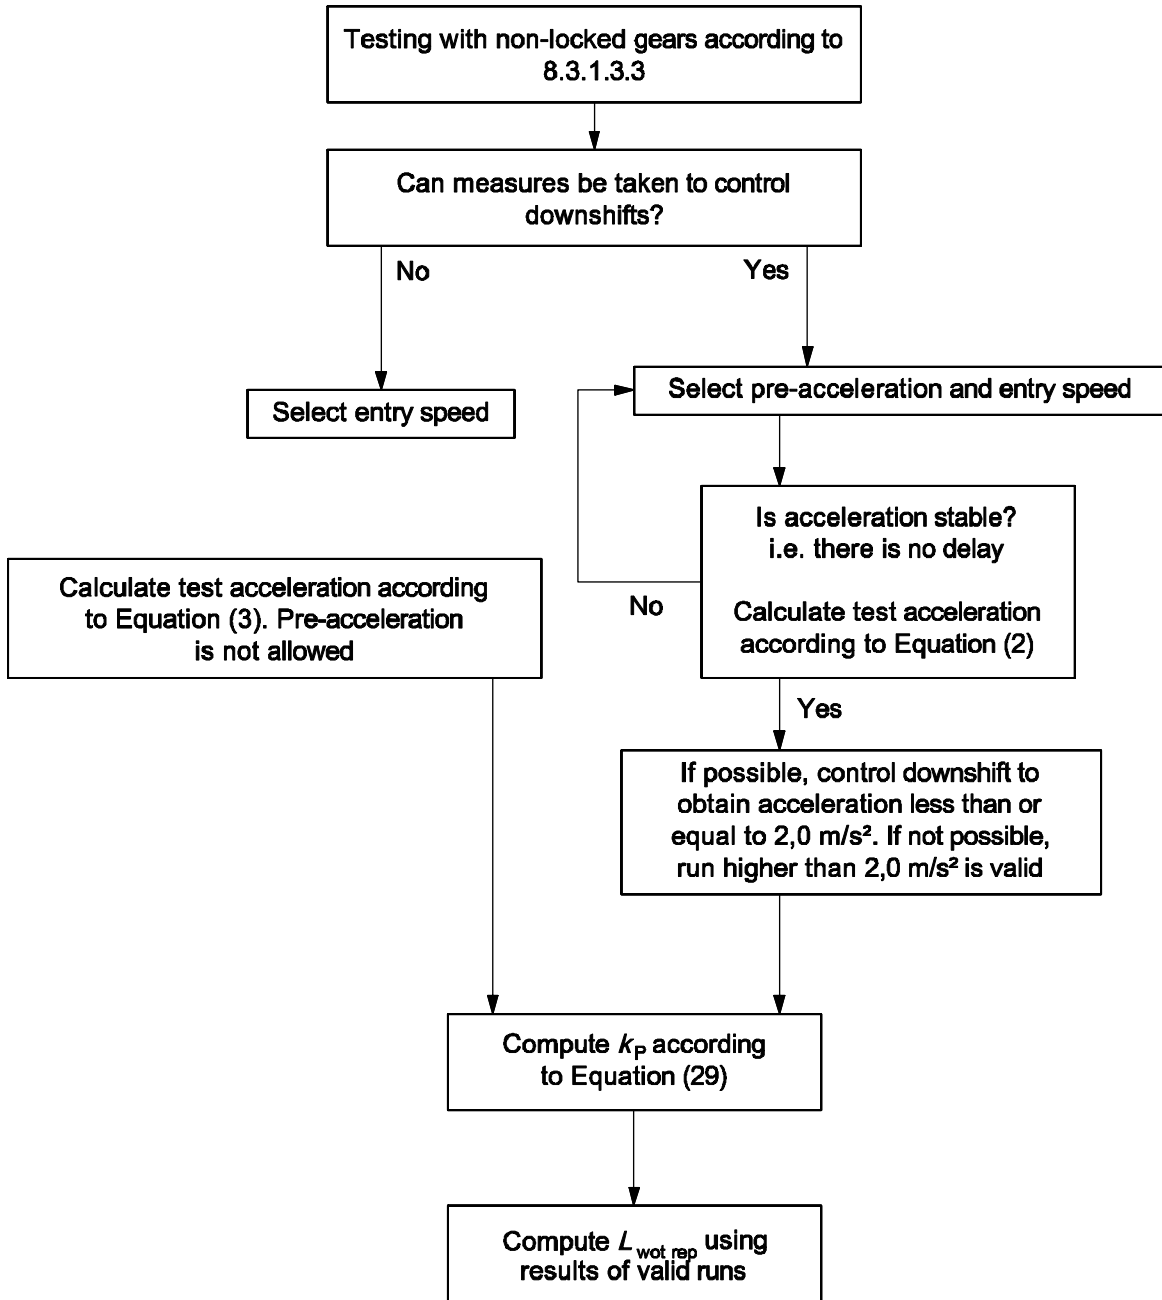 Testing with non-locked gears according to
8.3.1.3.3
Can measures be taken to control
downshifts?
No
Yes
Select entry speed
Select pre-acceleration and entry speed
Is acceleration stable?
i.e. there is no delay
Calculate test acceleration
according to Equation (2)
No
Calculate test acceleration according
to Equation (3). Pre-acceleration
is not allowed
Yes
If possible, control downshift to
obtain acceleration less than or
equal to 2,0 m/s². If not possible,
run higher than 2,0 m/s² is valid
Compute kP according
to Equation (29)
Compute L wot rep using
results of valid runs